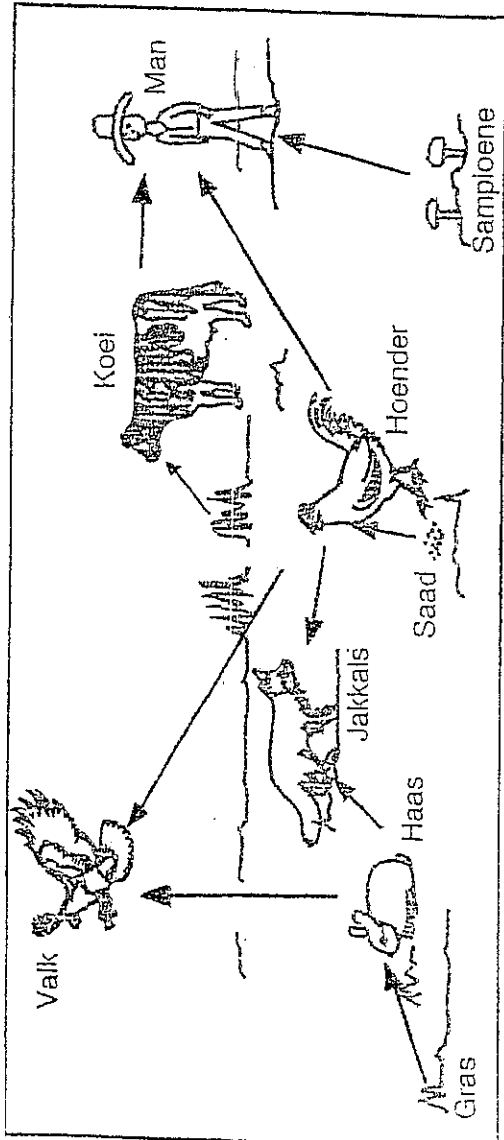 Valk
Koei
Man
Jakkals
Hoender
Haas
Saad
Gras
Sampioene